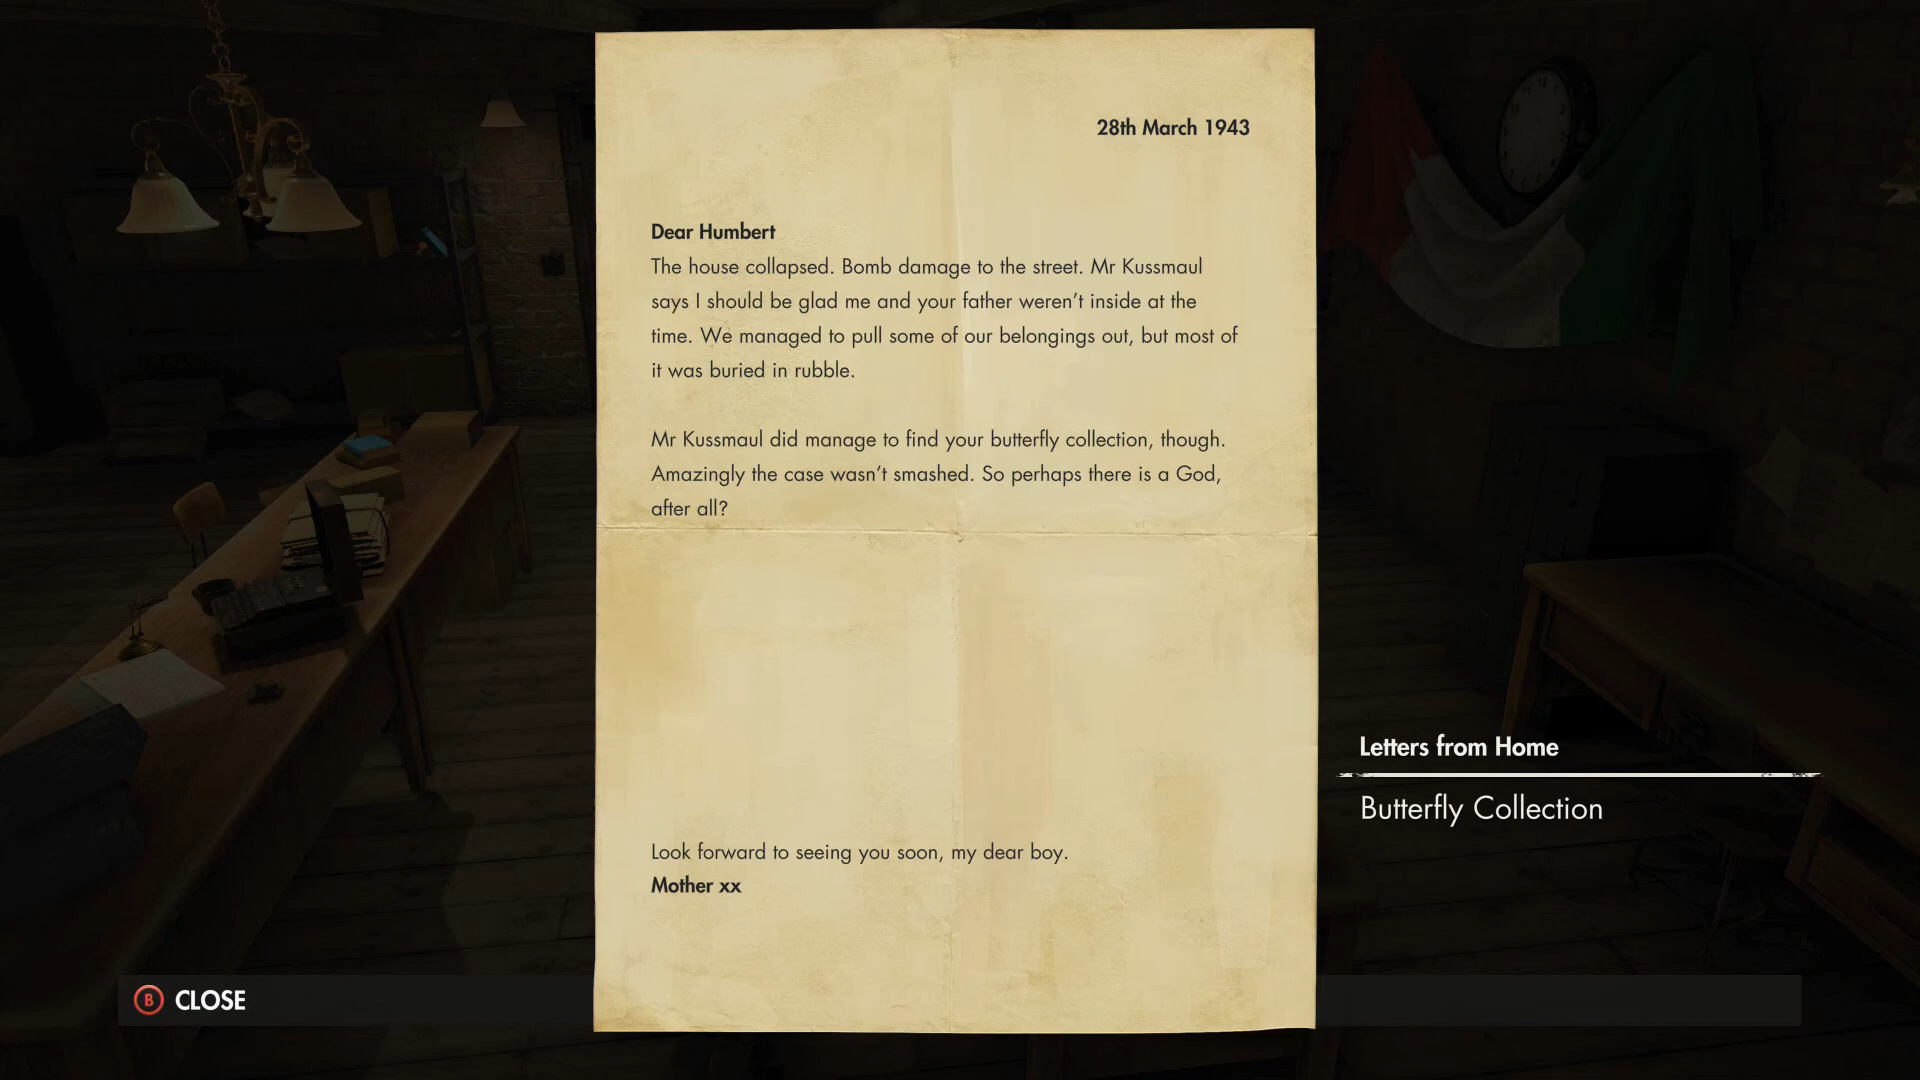 28th March 1943
Dear Humbert
The house collapsed. Bomb damage to the street. Mr Kussmaul
says I should be glad me and your father weren't inside at the
time. We managed to pull some of our belongings out, but most of
it was buried in rubble.
Mr Kussmaul did manage to find your butterfly collection, though.
Amazingly the case wasn't smashed. So perhaps there is a God,
after all?
Look forward to seeing you soon, my dear boy.
Mother xx
Letters from Home
Butterfly Collection
B CLOSE